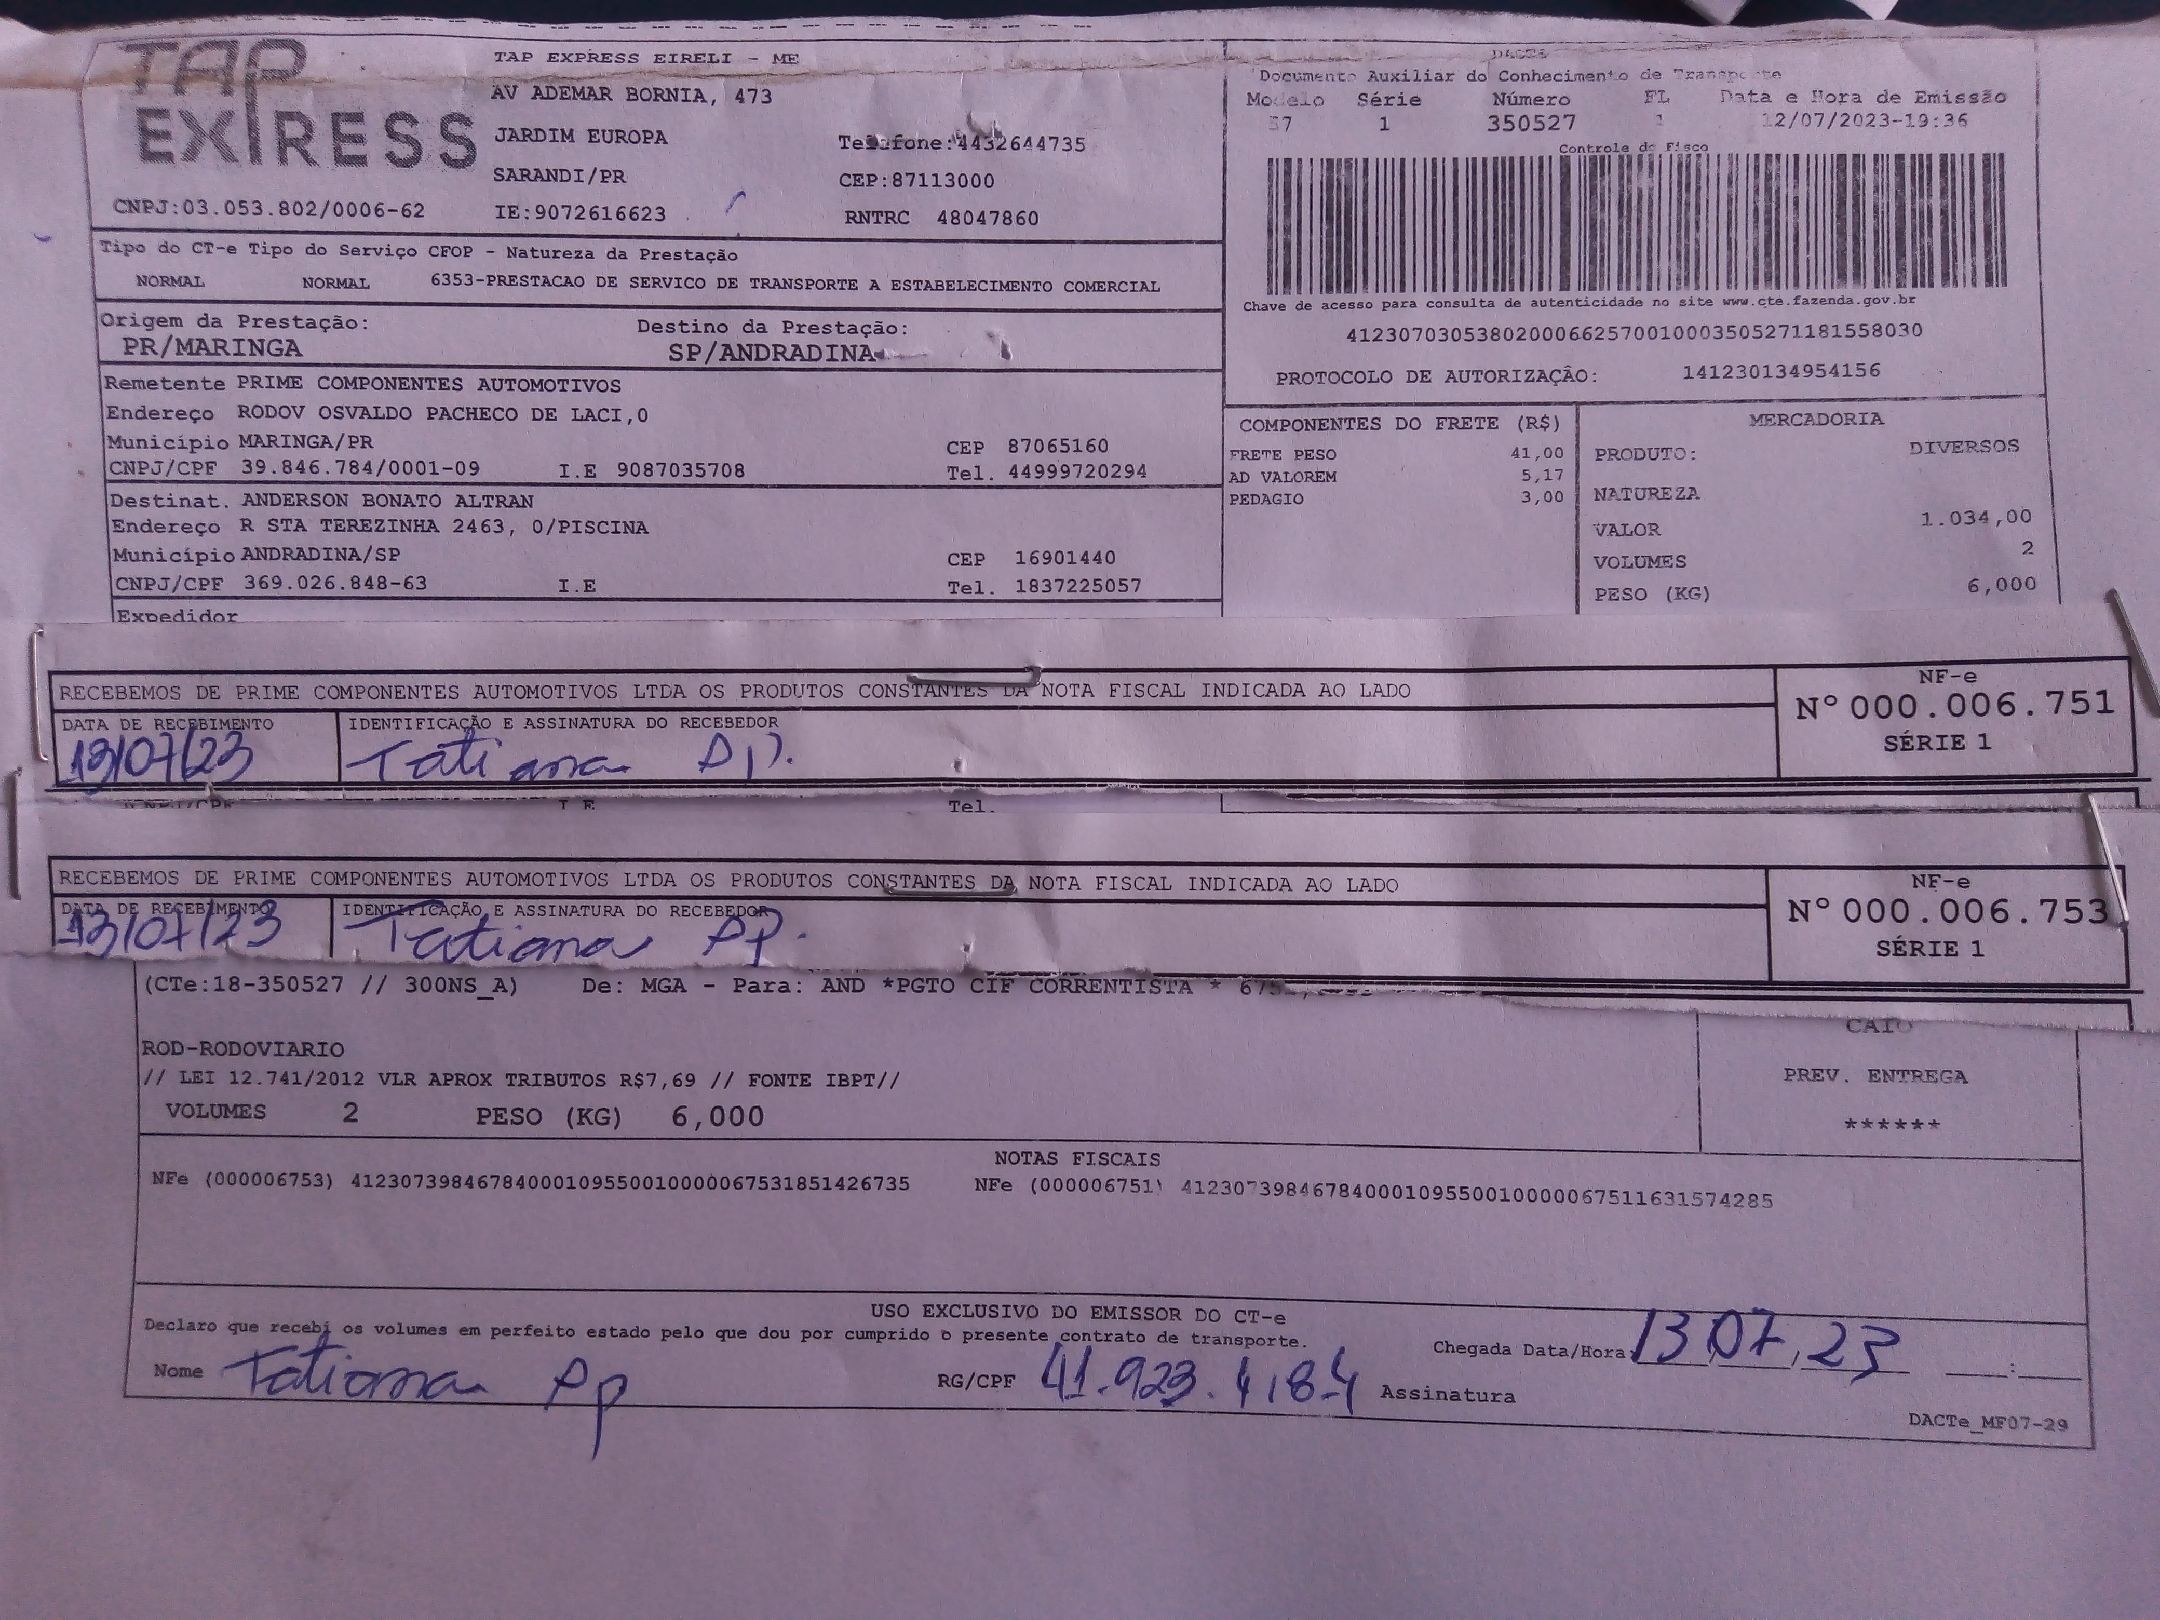 TAP EXPRESS
TAP EXPRESS EIRELI - ME
AV ADEMAR BORNIA, 473
JARDIM EUROPA Telefone:4432644735
SARANDI/PR CEP:87113000
CNPJ:03.053.802/0006-62 IE:9072616623 RNTRC 48047860
DACTE
Documento Auxiliar do Conhecimento de Transporte
Modelo Série Número FL Data e Hora de Emissão
57 1 350527 1 12/07/2023-19:36
Controle do Fisco
Chave de acesso para consulta de autenticidade no site www.cte.fazenda.gov.br
41230703053802000662570010003505271181558030
PROTOCOLO DE AUTORIZAÇÃO: 141230134954156
Tipo do CT-e Tipo do Serviço CFOP - Natureza da Prestação
NORMAL NORMAL 6353-PRESTACAO DE SERVICO DE TRANSPORTE A ESTABELECIMENTO COMERCIAL
Origem da Prestação: Destino da Prestação:
PR/MARINGA SP/ANDRADINA
Remetente PRIME COMPONENTES AUTOMOTIVOS
Endereço RODOV OSVALDO PACHECO DE LACI,0
Município MARINGA/PR CEP 87065160
CNPJ/CPF 39.846.784/0001-09 I.E 9087035708 Tel. 44999720294
Destinat. ANDERSON BONATO ALTRAN
Endereço R STA TEREZINHA 2463, 0/PISCINA
Município ANDRADINA/SP CEP 16901440
CNPJ/CPF 369.026.848-63 I.E Tel. 1837225057
Expedidor
COMPONENTES DO FRETE (R$)
FRETE PESO 41,00
AD VALOREM 5,17
PEDAGIO 3,00
MERCADORIA
PRODUTO: DIVERSOS
NATUREZA
VALOR 1.034,00
VOLUMES 2
PESO (KG) 6,000
RECEBEMOS DE PRIME COMPONENTES AUTOMOTIVOS LTDA OS PRODUTOS CONSTANTES DA NOTA FISCAL INDICADA AO LADO
DATA DE RECEBIMENTO IDENTIFICAÇÃO E ASSINATURA DO RECEBEDOR
13/07/23 Tatiana Ap.
NF-e
Nº 000.006.751
SÉRIE 1
CNPJ/CPF I.E Tel.
RECEBEMOS DE PRIME COMPONENTES AUTOMOTIVOS LTDA OS PRODUTOS CONSTANTES DA NOTA FISCAL INDICADA AO LADO
DATA DE RECEBIMENTO IDENTIFICAÇÃO E ASSINATURA DO RECEBEDOR
13/07/23 Tatiana Ap.
NF-e
Nº 000.006.753
SÉRIE 1
(CTe:18-350527 // 300NS_A) De: MGA - Para: AND *PGTO CIF CORRENTISTA *
CAIO
ROD-RODOVIARIO
// LEI 12.741/2012 VLR APROX TRIBUTOS R$7,69 // FONTE IBPT//
VOLUMES 2 PESO (KG) 6,000
PREV. ENTREGA
******
NOTAS FISCAIS
NFe (000006753) 41230739846784000109550010000067531851426735 NFe (000006751) 41230739846784000109550010000067511631574285
USO EXCLUSIVO DO EMISSOR DO CT-e
Declaro que recebi os volumes em perfeito estado pelo que dou por cumprido o presente contrato de transporte.
Chegada Data/Hora 13 07, 23 :
Nome Tatiana Ap RG/CPF 41.923.418-4 Assinatura
DACTe_MF07-29